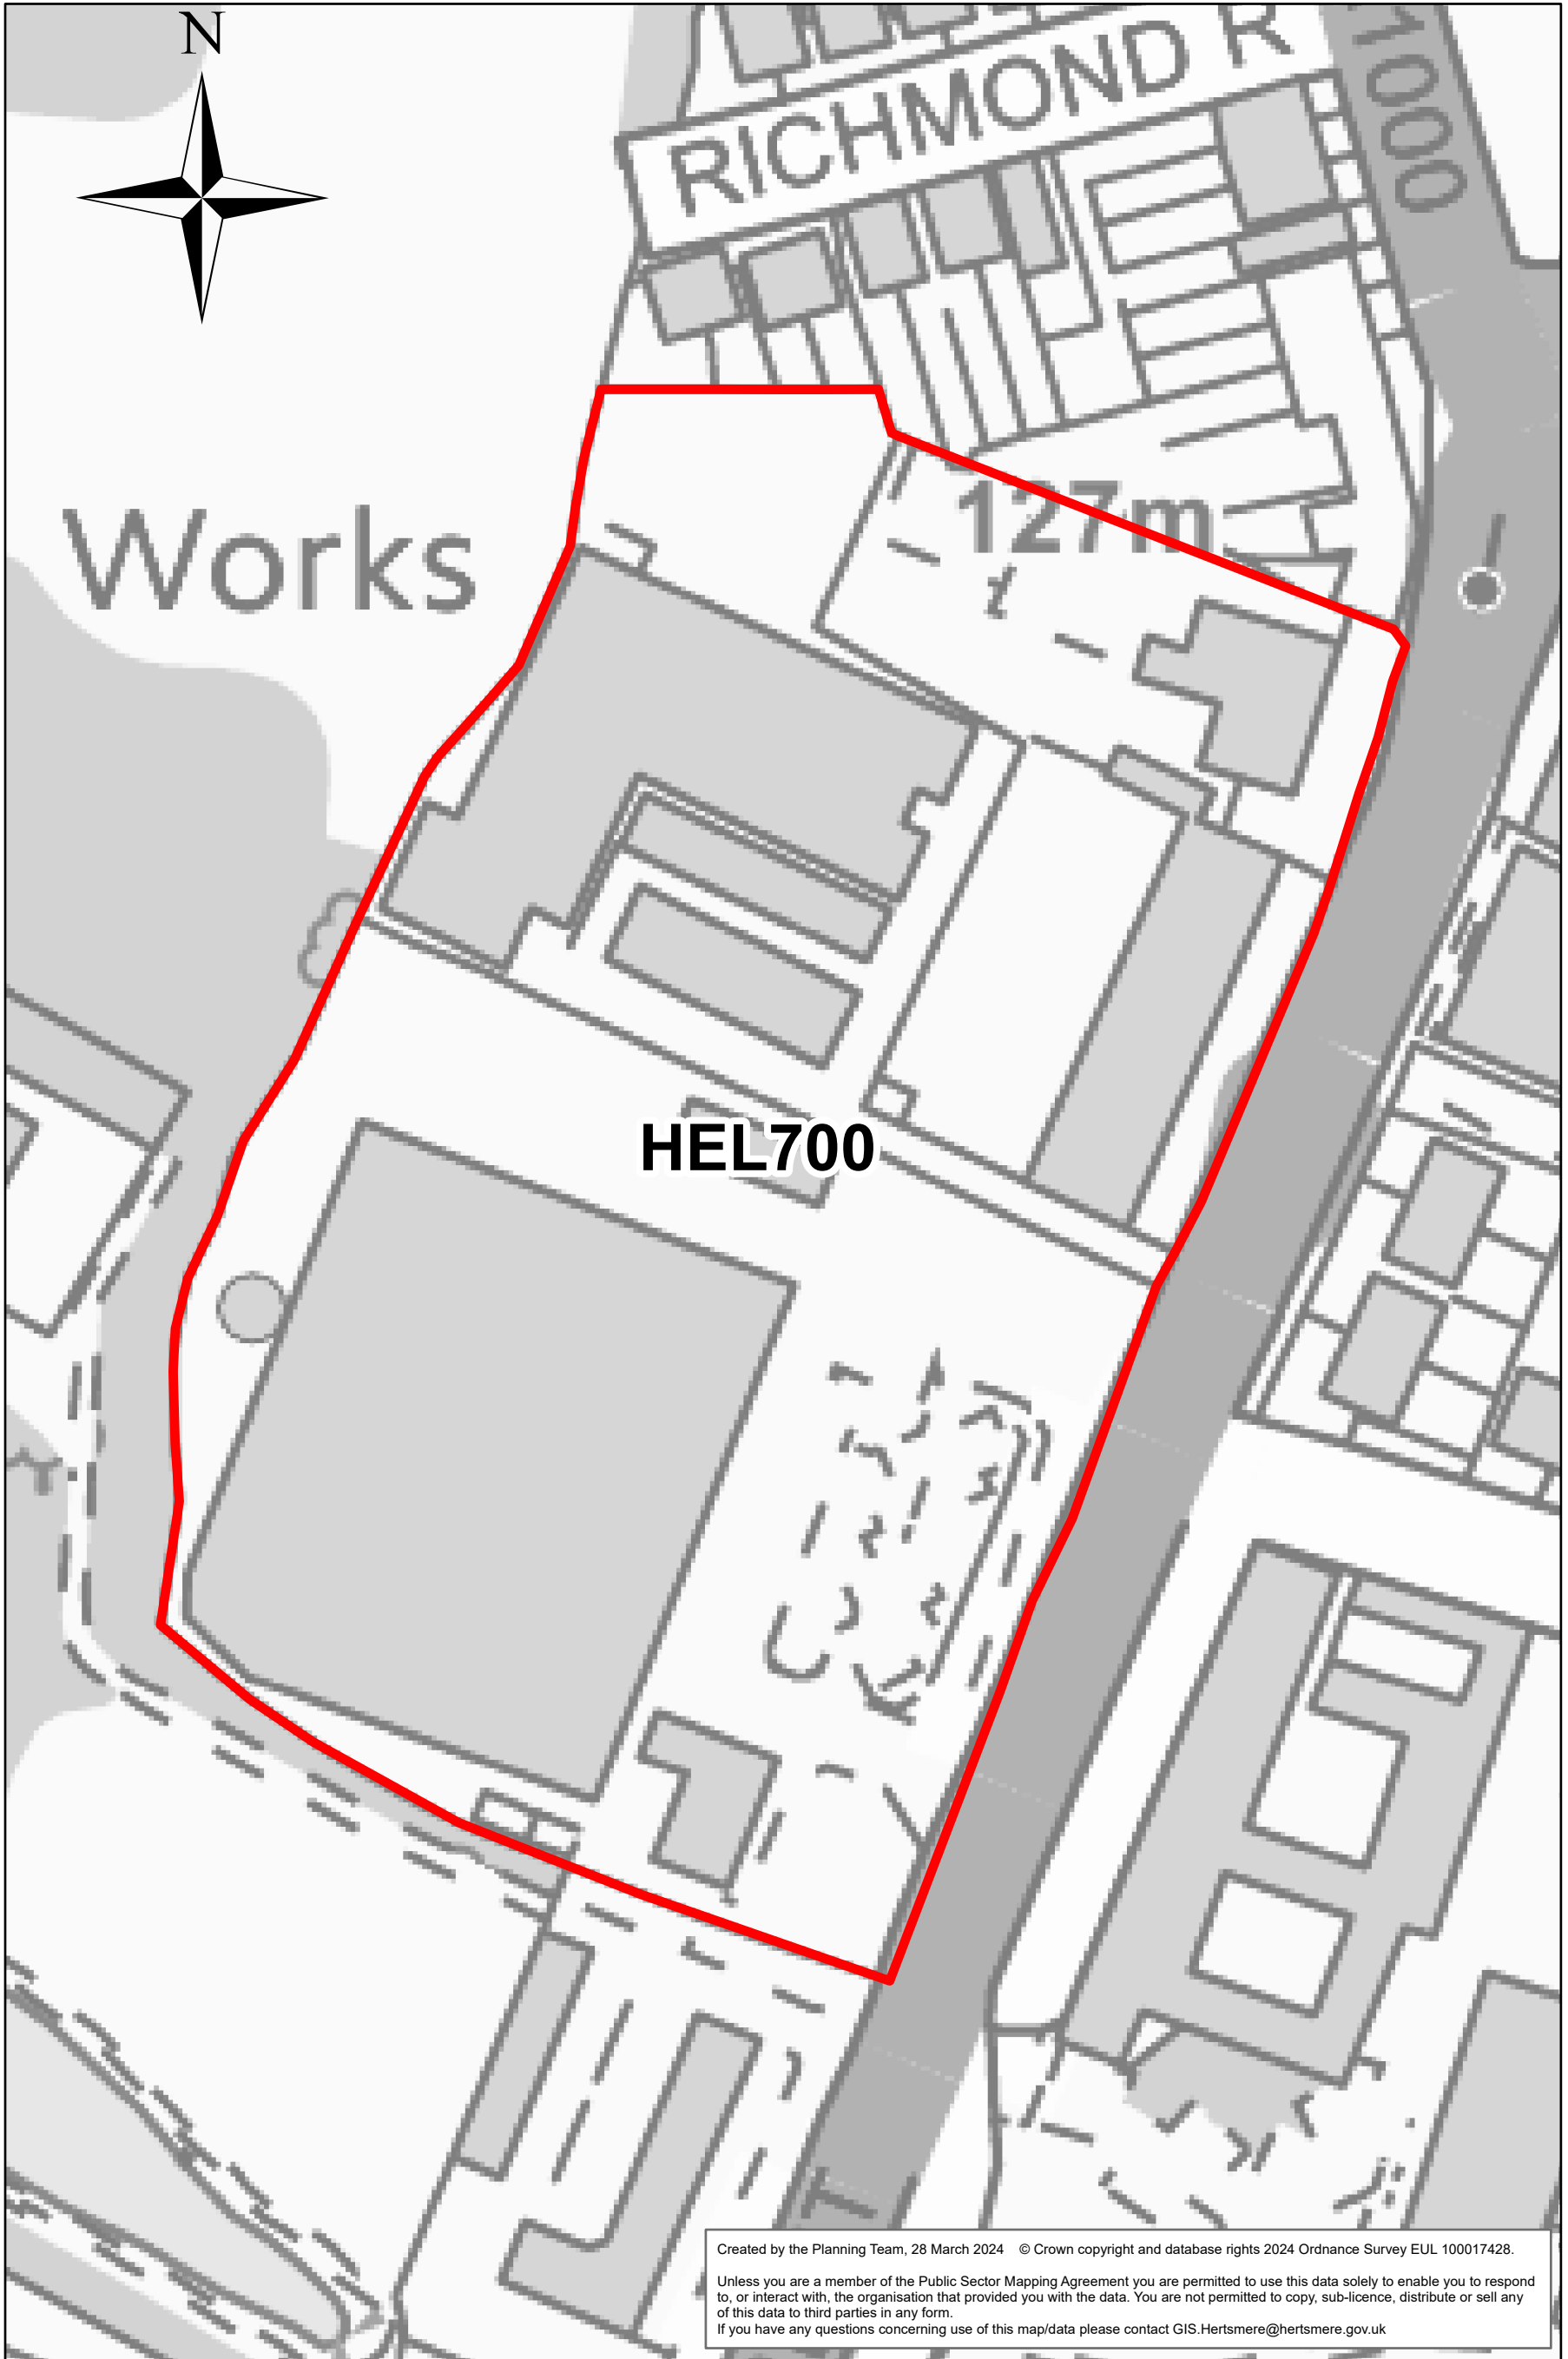 N
RICHMOND R
1000
Works
127m
HEL700
Created by the Planning Team, 28 March 2024 © Crown copyright and database rights 2024 Ordnance Survey EUL 100017428.
Unless you are a member of the Public Sector Mapping Agreement you are permitted to use this data solely to enable you to respond
to, or interact with, the organisation that provided you with the data. You are not permitted to copy, sub-licence, distribute or sell any
of this data to third parties in any form.
If you have any questions concerning use of this map/data please contact GIS.Hertsmere@hertsmere.gov.uk